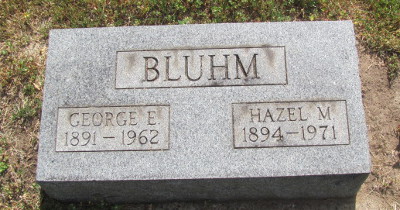 BLUHM
GEORGE E.
1891 - 1962
HAZEL M.
1894 - 1971